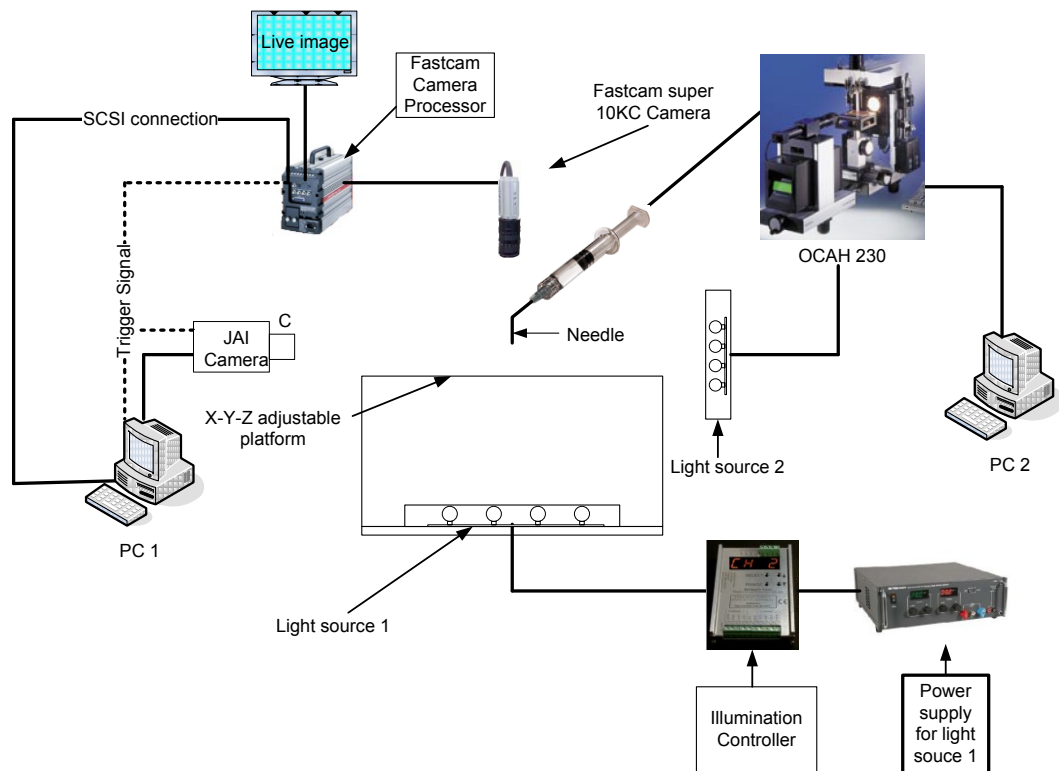 Live image
Fastcam
Camera
Processor
Fastcam super
10KC Camera
SCSI connection
OCAH 230
Trigger Signal
C
JAI
Camera
Needle
X-Y-Z adjustable
platform
Light source 2
PC 2
PC 1
CH 2
Light source 1
Illumination
Controller
Power
supply
for light
souce 1